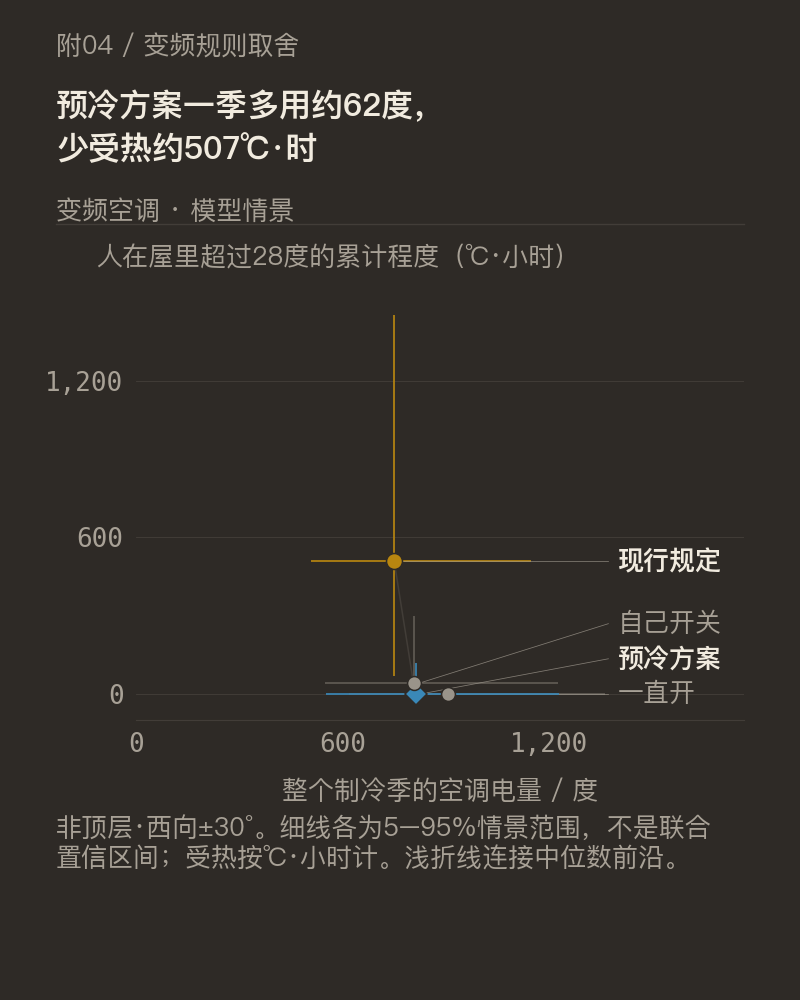 附04 / 变频规则取舍
预冷方案一季多用约62度，
少受热约507℃·时
变频空调 · 模型情景
人在屋里超过28度的累计程度（℃·小时）
1,200
600
现行规定
自己开关
预冷方案
0
一直开
0
600
1,200
整个制冷季的空调电量 / 度
非顶层·西向±30°。细线各为5—95%情景范围，不是联合
置信区间；受热按℃·小时计。浅折线连接中位数前沿。